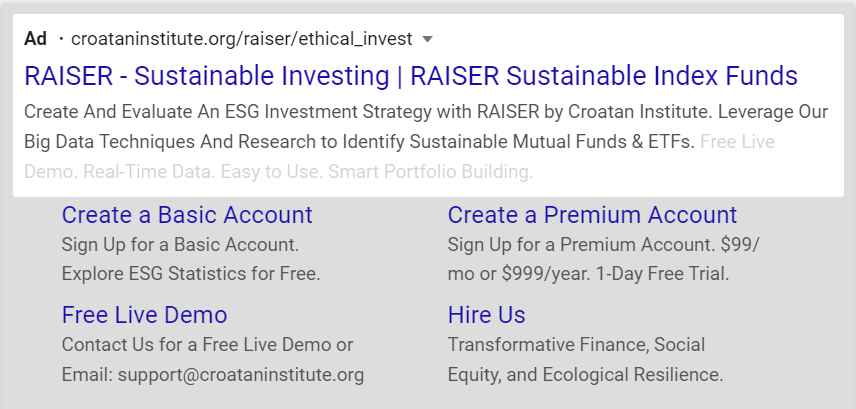 Ad · croataninstitute.org/raiser/ethical_invest
RAISER - Sustainable Investing | RAISER Sustainable Index Funds
Create And Evaluate An ESG Investment Strategy with RAISER by Croatan Institute. Leverage Our
Big Data Techniques And Research to Identify Sustainable Mutual Funds & ETFs. Free Live
Demo. Real-Time Data. Easy to Use. Smart Portfolio Building.
Create a Basic Account
Sign Up for a Basic Account.
Explore ESG Statistics for Free.
Create a Premium Account
Sign Up for a Premium Account. $99/
mo or $999/year. 1-Day Free Trial.
Free Live Demo
Contact Us for a Free Live Demo or
Email: support@croataninstitute.org
Hire Us
Transformative Finance, Social
Equity, and Ecological Resilience.